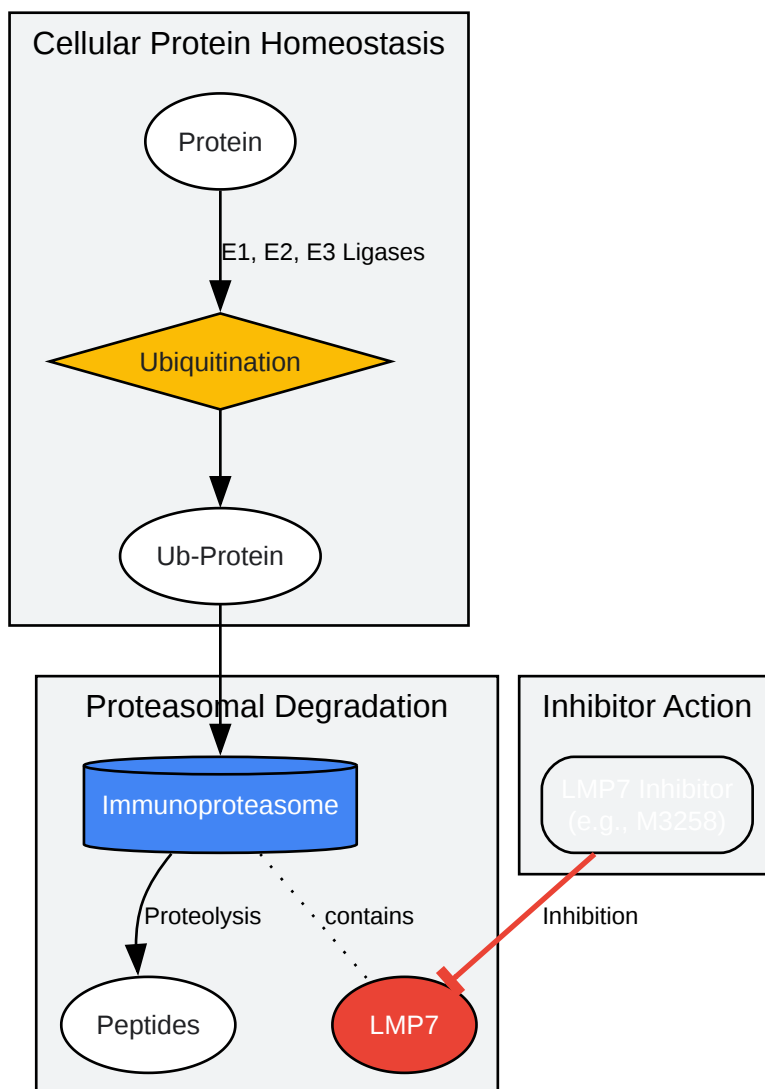 Cellular Protein Homeostasis
Protein
E1, E2, E3 Ligases
Ubiquitination
Ub-Protein
Proteasomal Degradation
Inhibitor Action
Immunoproteasome
LMP7 Inhibitor
(e.g., M3258)
Proteolysis
contains
Inhibition
Peptides
LMP7